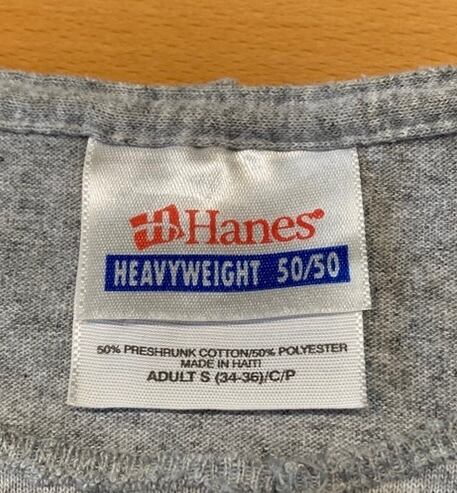 Hanes
HEAVYWEIGHT 50/50
50% PRESHRUNK COTTON/50% POLYESTER
MADE IN HAITI
ADULT S (34-36)/C/P